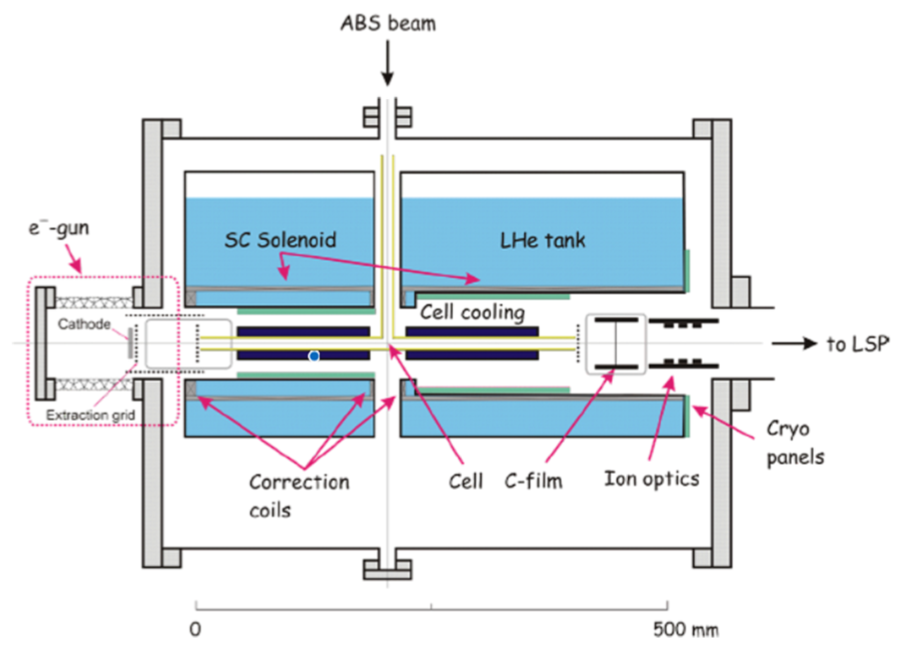 ABS beam
e⁻-gun
SC Solenoid
LHe tank
Cell cooling
Cathode
to LSP
Extraction grid
Cryo
panels
Correction
coils
Cell
C-film
Ion optics
0
500 mm